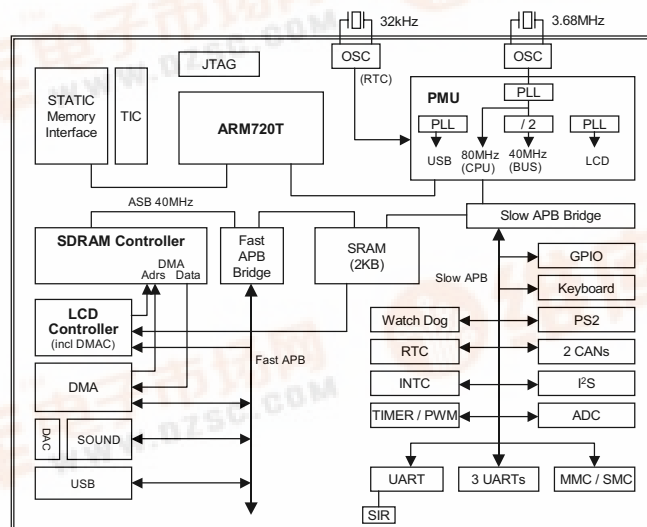 32kHz
3.68MHz
OSC
OSC
(RTC)
JTAG
STATIC
Memory
Interface
TIC
ARM720T
PMU
PLL
PLL
/ 2
PLL
USB
80MHz
(CPU)
40MHz
(BUS)
LCD
ASB 40MHz
Slow APB Bridge
SDRAM Controller
DMA
Adrs Data
Fast
APB
Bridge
SRAM
(2KB)
Slow APB
GPIO
Keyboard
LCD
Controller
(incl DMAC)
Watch Dog
PS2
Fast APB
RTC
2 CANs
DMA
INTC
I²S
TIMER / PWM
ADC
DAC
SOUND
USB
UART
3 UARTs
MMC / SMC
SIR
WWW.DZSC.COM